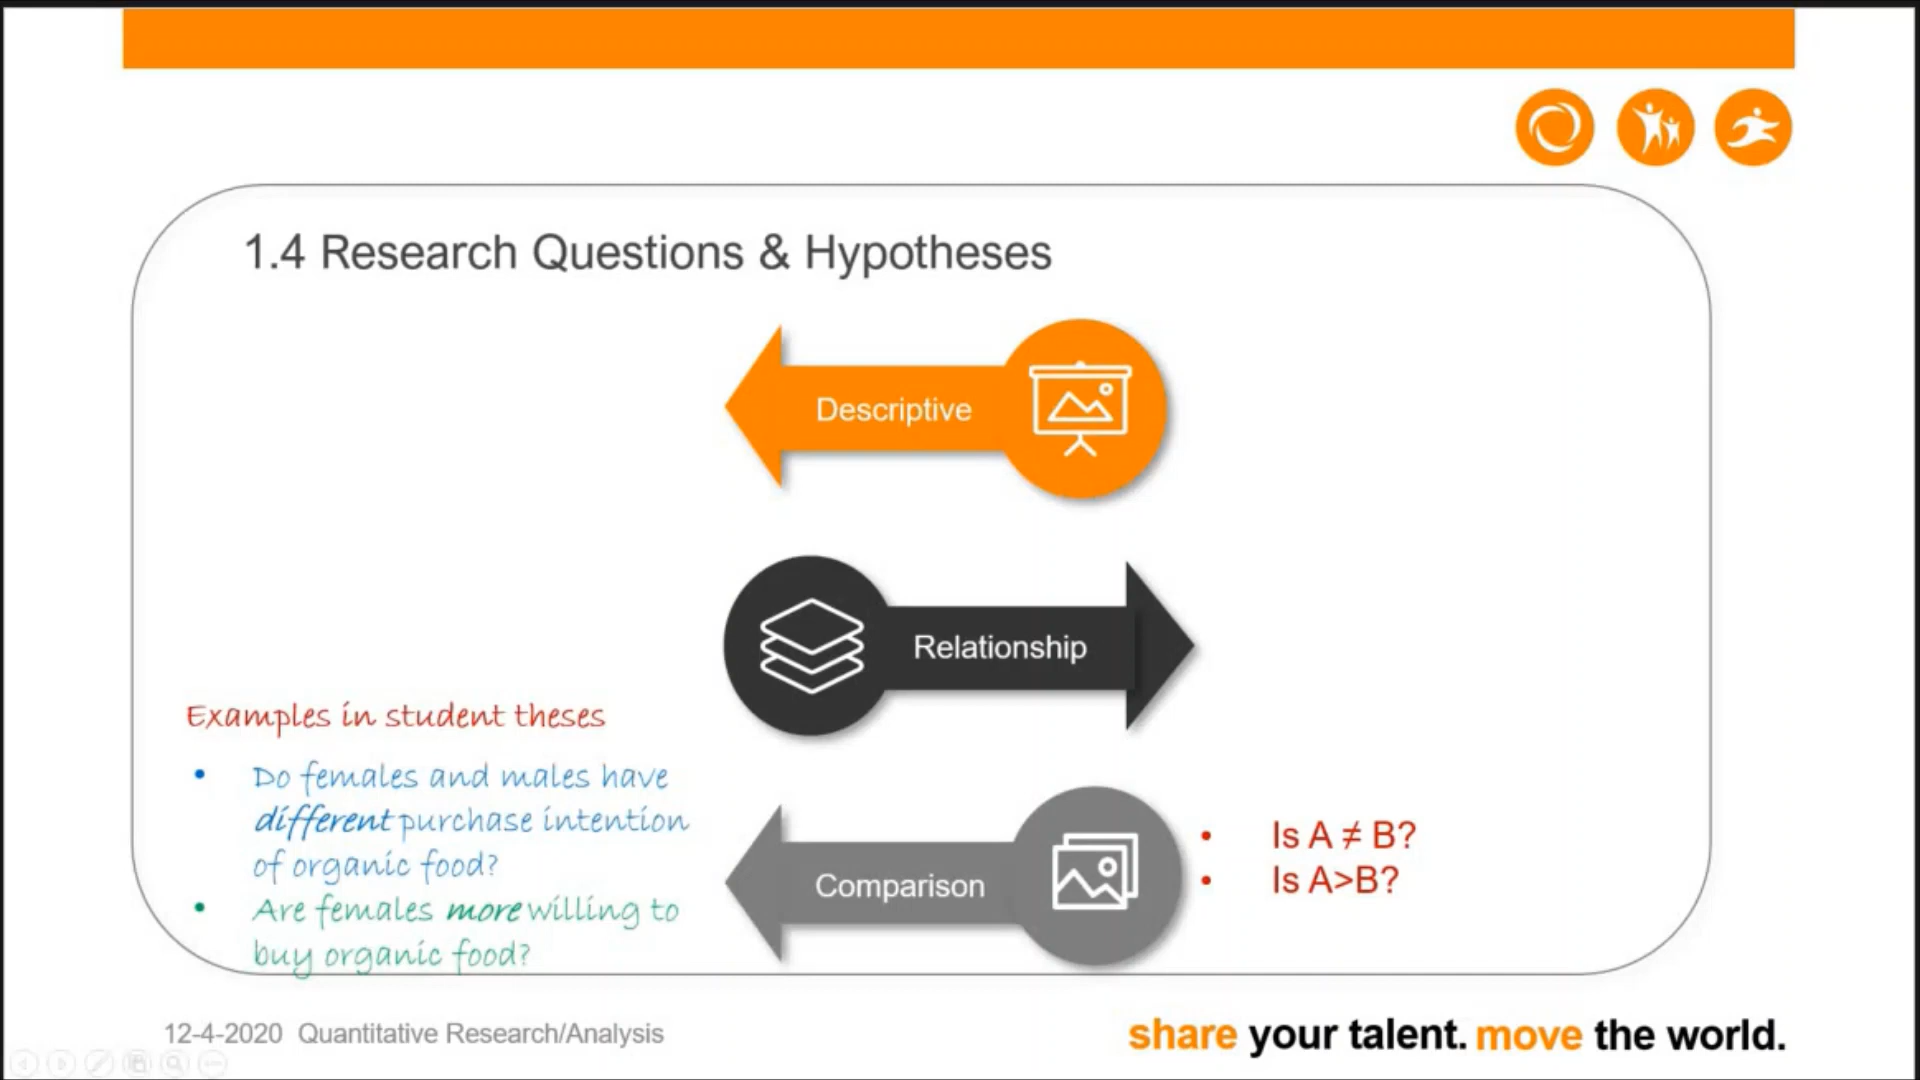 1.4 Research Questions & Hypotheses
Descriptive
Relationship
Examples in student theses
• Do females and males have
different purchase intention
of organic food?
• Are females more willing to
buy organic food?
Comparison
• Is A ≠ B?
• Is A>B?
12-4-2020 Quantitative Research/Analysis
share your talent. move the world.